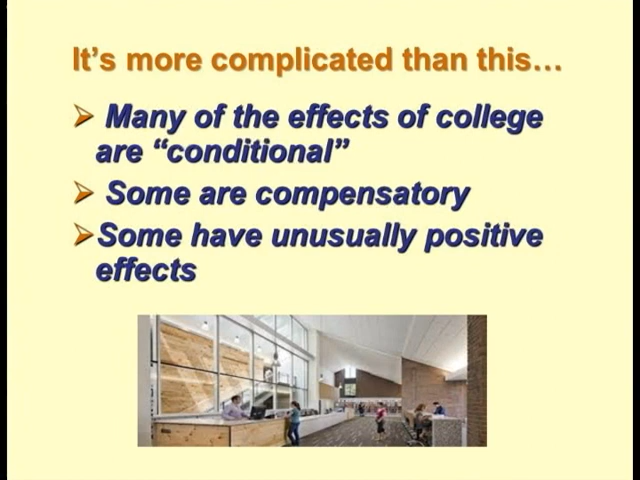 It’s more complicated than this…
Many of the effects of college
are “conditional”
Some are compensatory
Some have unusually positive
effects